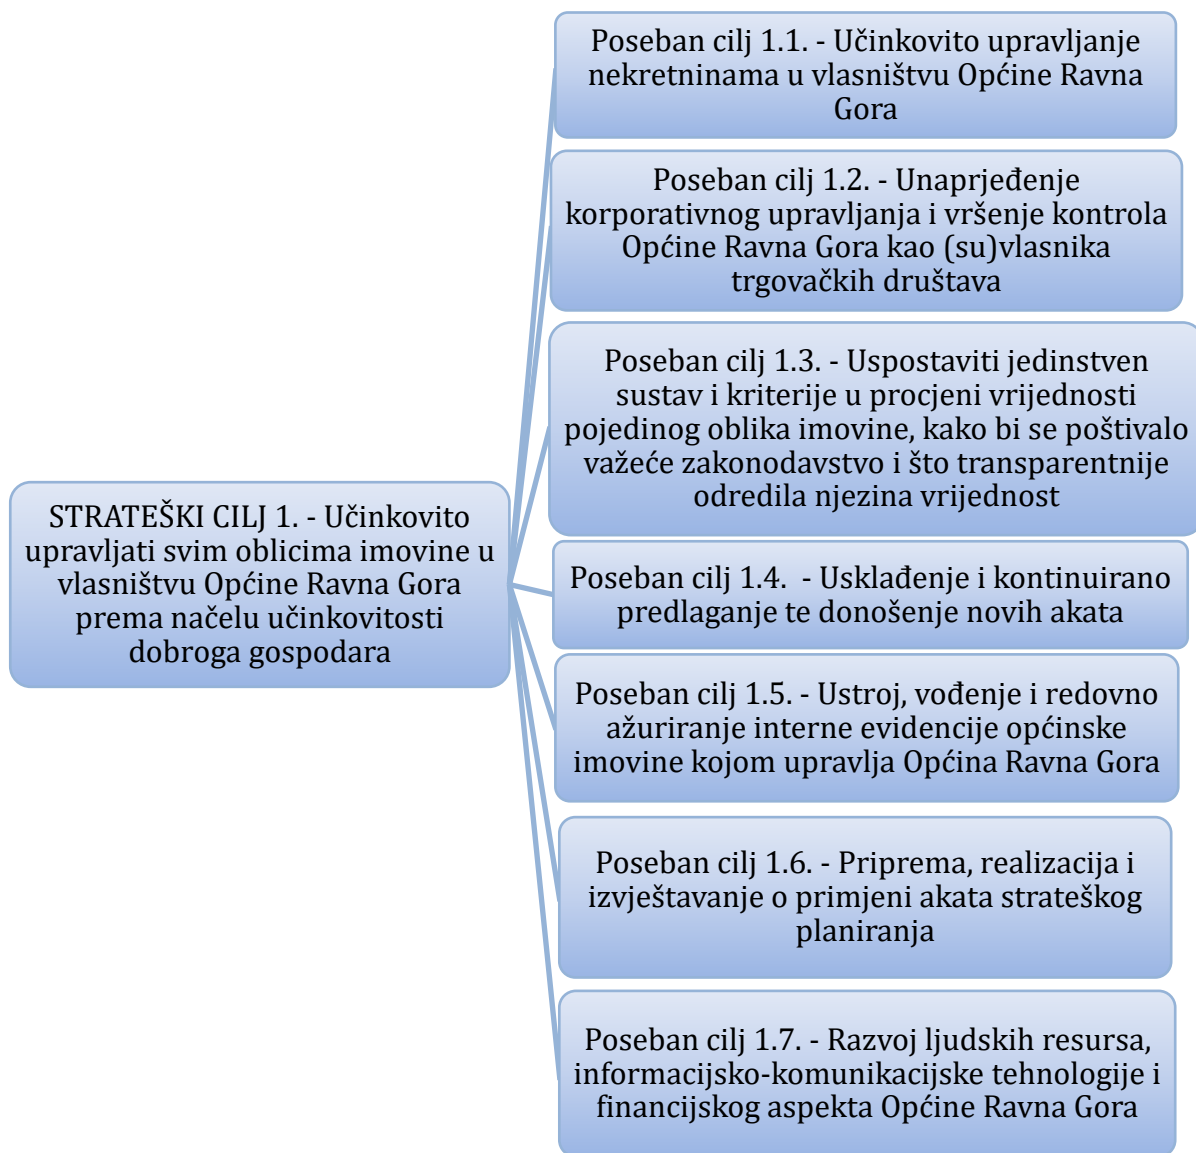 STRATEŠKI CILJ 1. - Učinkovito
upravljati svim oblicima imovine u
vlasništvu Općine Ravna Gora
prema načelu učinkovitosti
dobroga gospodara
Poseban cilj 1.1. - Učinkovito upravljanje
nekretninama u vlasništvu Općine Ravna
Gora
Poseban cilj 1.2. - Unaprjeđenje
korporativnog upravljanja i vršenje kontrola
Općine Ravna Gora kao (su)vlasnika
trgovačkih društava
Poseban cilj 1.3. - Uspostaviti jedinstven
sustav i kriterije u procjeni vrijednosti
pojedinog oblika imovine, kako bi se poštivalo
važeće zakonodavstvo i što transparentnije
odredila njezina vrijednost
Poseban cilj 1.4.  - Usklađenje i kontinuirano
predlaganje te donošenje novih akata
Poseban cilj 1.5. - Ustroj, vođenje i redovno
ažuriranje interne evidencije općinske
imovine kojom upravlja Općina Ravna Gora
Poseban cilj 1.6. - Priprema, realizacija i
izvještavanje o primjeni akata strateškog
planiranja
Poseban cilj 1.7. - Razvoj ljudskih resursa,
informacijsko-komunikacijske tehnologije i
financijskog aspekta Općine Ravna Gora